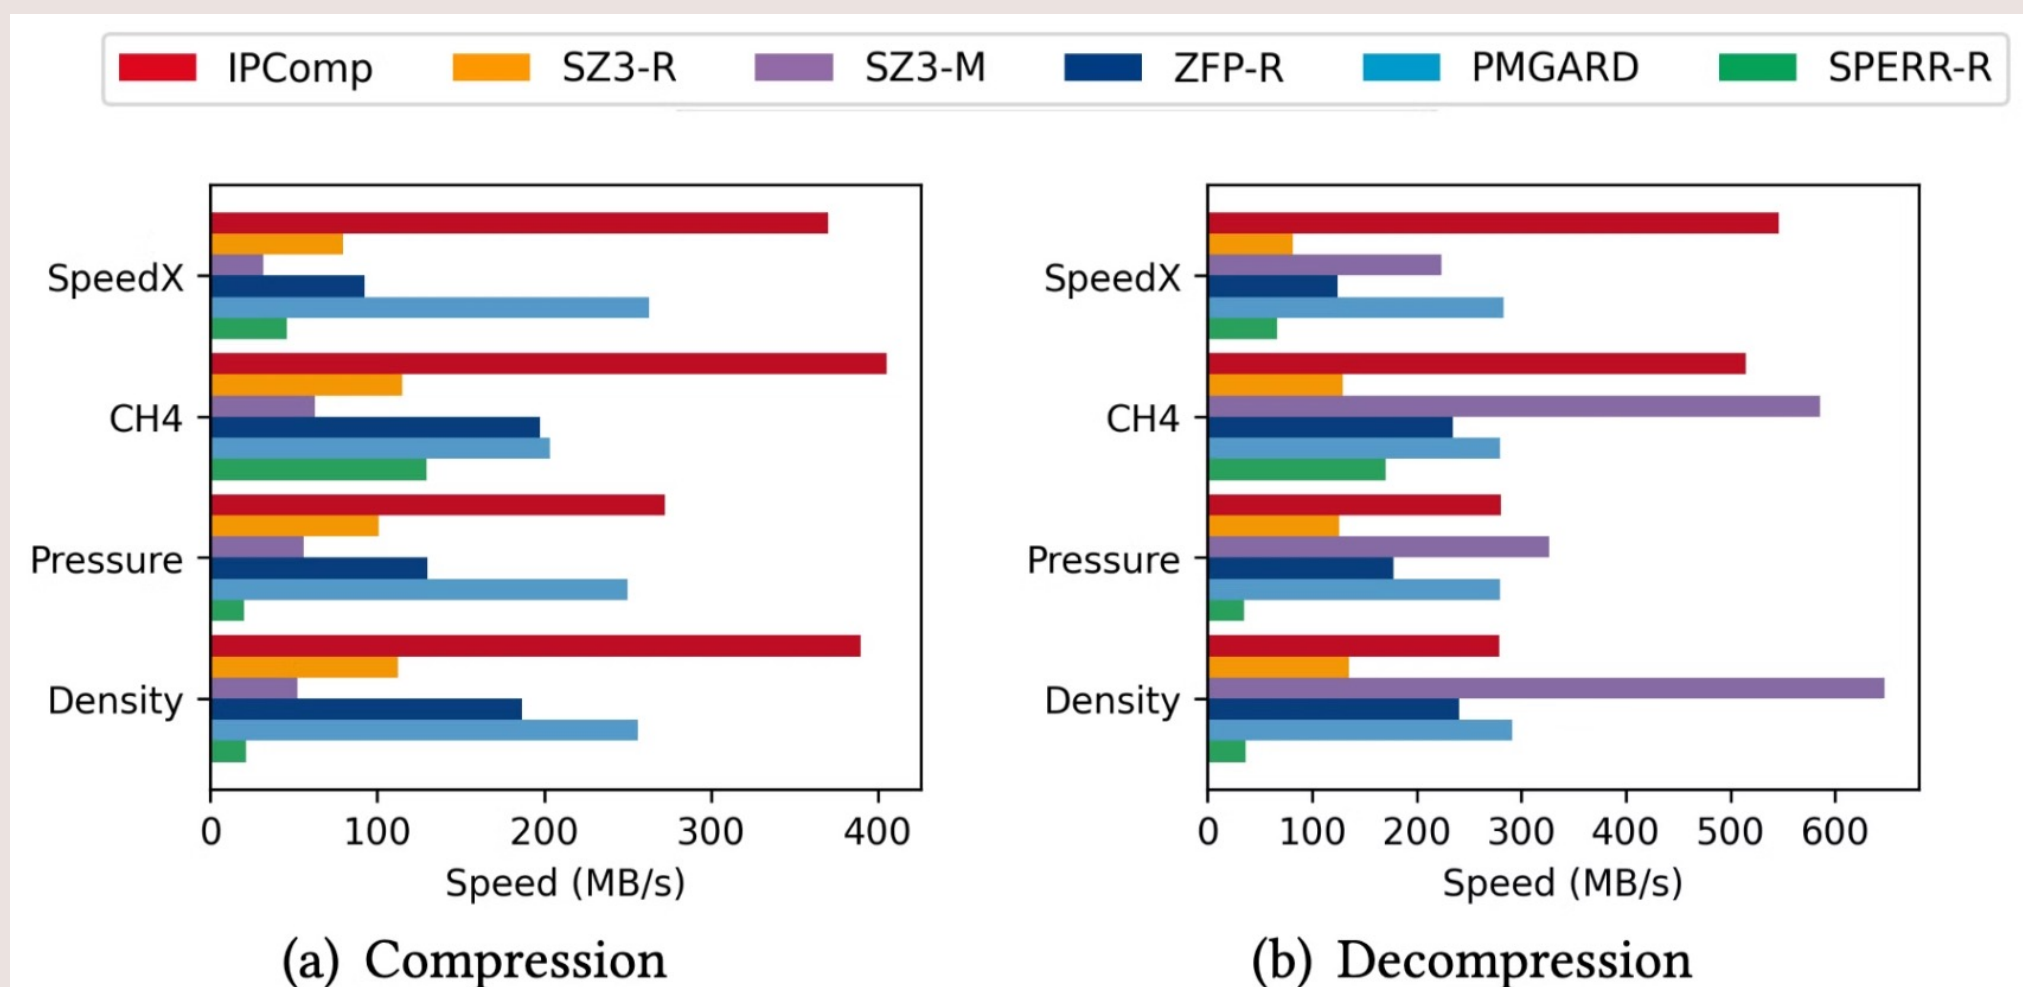 IPComp SZ3-R SZ3-M ZFP-R PMGARD SPERR-R
SpeedX
CH4
Pressure
Density
0 100 200 300 400
Speed (MB/s)
(a) Compression
SpeedX
CH4
Pressure
Density
0 100 200 300 400 500 600
Speed (MB/s)
(b) Decompression